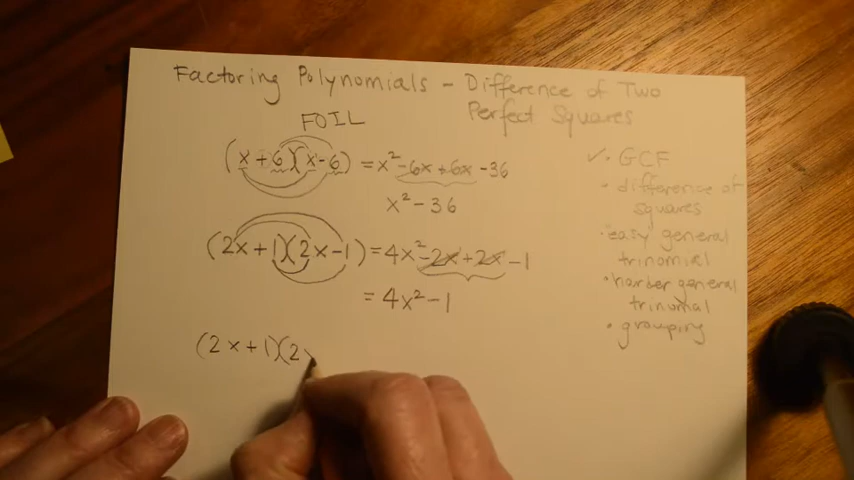 Factoring Polynomials - Difference of Two
Perfect Squares
FOIL
(x + 6)(x - 6) = x² - 6x + 6x - 36
x² - 36
(2x + 1)(2x - 1) = 4x² - 2x + 2x - 1
= 4x² - 1
(2x + 1)(2x
✓• GCF
• difference of
squares
• easy general
trinomial
• harder general
trinomial
• grouping